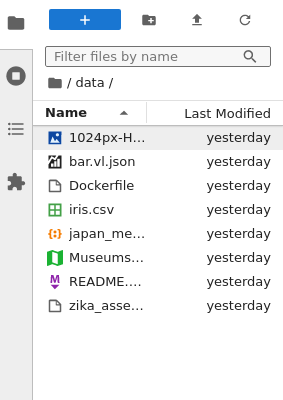 Filter files by name
/ data /
Name Last Modified
1024px-H... yesterday
bar.vl.json yesterday
Dockerfile yesterday
iris.csv yesterday
japan_me... yesterday
Museums... yesterday
README.... yesterday
zika_asse... yesterday